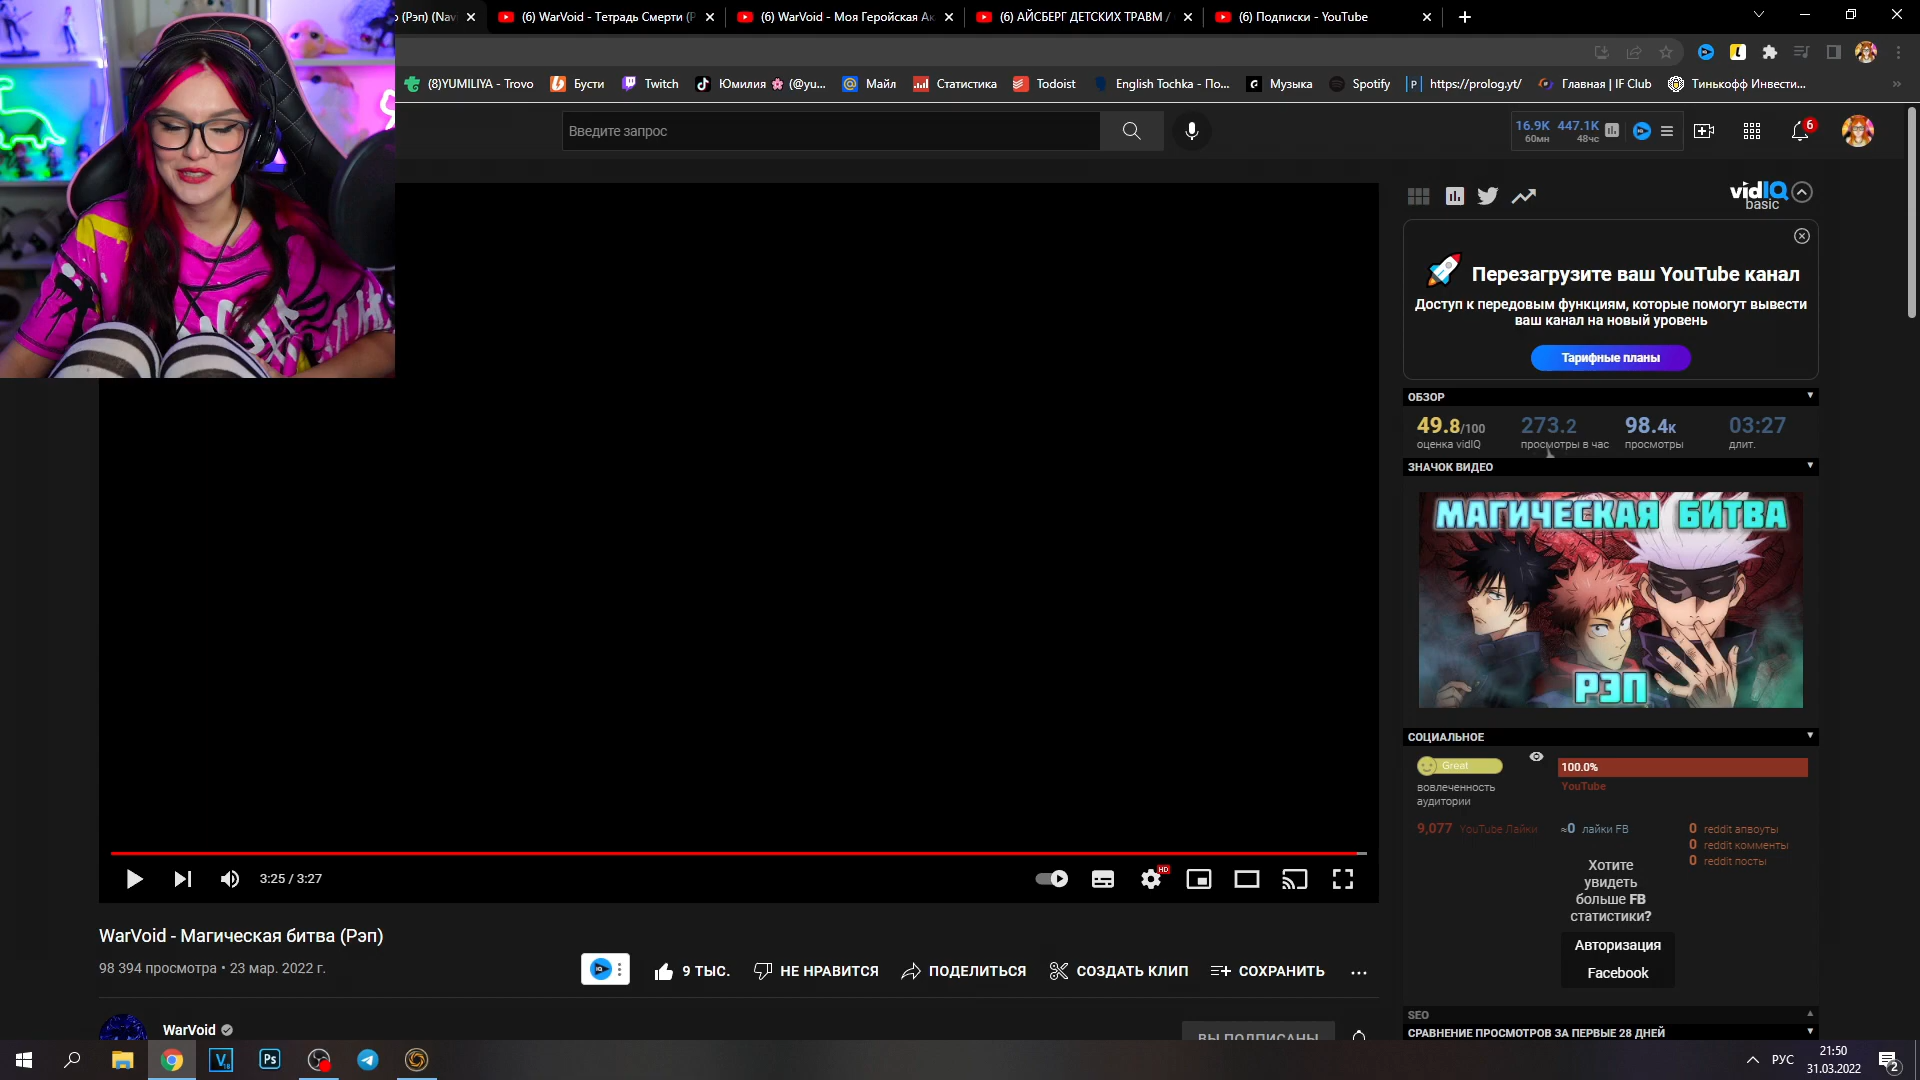 о (Рэп) (Nav
(6) WarVoid - Тетрадь Смерти (Р
(6) WarVoid - Моя Геройская Ак
(6) АЙСБЕРГ ДЕТСКИХ ТРАВМ /
(6) Подписки - YouTube
(8)YUMILIYA - Trovo
Бусти
Twitch
Юмилия 🌸 (@yu...
Майл
Статистика
Todoist
English Tochka - По...
Музыка
Spotify
https://prolog.yt/
Главная | IF Club
Тинькофф Инвести...
Введите запрос
16.9K 447.1K
60мн 48чс
6
vidIQ
basic
Перезагрузите ваш YouTube канал
Доступ к передовым функциям, которые помогут вывести
ваш канал на новый уровень
Тарифные планы
ОБЗОР
49.8/100 273.2 98.4к 03:27
оценка vidIQ просмотры в час просмотры длит.
ЗНАЧОК ВИДЕО
МАГИЧЕСКАЯ БИТВА
РЭП
СОЦИАЛЬНОЕ
Great
100.0%
YouTube
вовлеченность
аудитории
9,077 YouTube Лайки
≈0 лайки FB
0 reddit апвоуты
0 reddit комменты
0 reddit посты
Хотите
увидеть
больше FB
статистики?
Авторизация
Facebook
SEO
СРАВНЕНИЕ ПРОСМОТРОВ ЗА ПЕРВЫЕ 28 ДНЕЙ
3:25 / 3:27
HD
WarVoid - Магическая битва (Рэп)
98 394 просмотра • 23 мар. 2022 г.
9 ТЫС.
НЕ НРАВИТСЯ
ПОДЕЛИТЬСЯ
СОЗДАТЬ КЛИП
СОХРАНИТЬ
WarVoid
ВЫ ПОДПИСАНЫ
Ps
РУС
21:50
31.03.2022
2